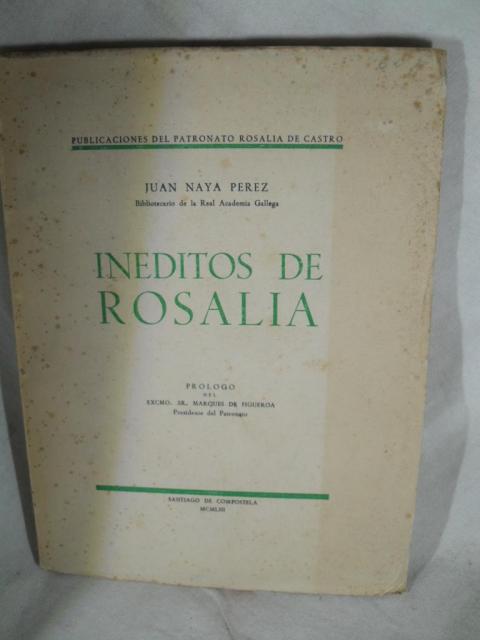 PUBLICACIONES DEL PATRONATO ROSALIA DE CASTRO
JUAN NAYA PEREZ
Bibliotecario de la Real Academia Gallega
INEDITOS DE
ROSALIA
PROLOGO
DEL
EXCMO. SR. MARQUES DE FIGUEROA
Presidente del Patronato
SANTIAGO DE COMPOSTELA
MCMLIII